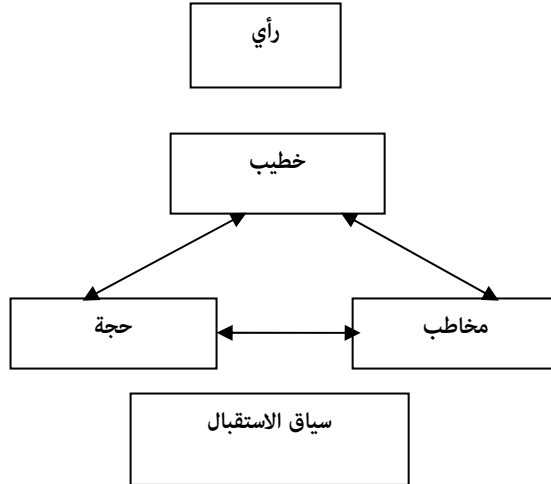 رأي
خطيب
مخاطب
حجة
سياق الاستقبال